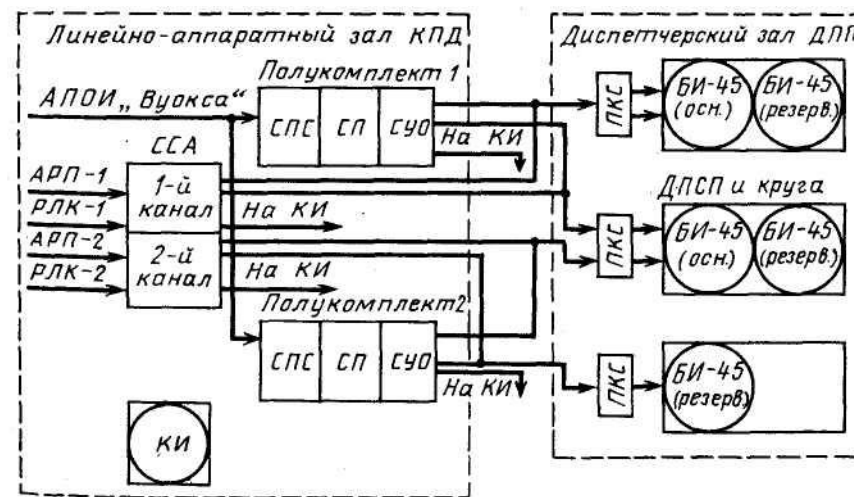 Линейно-аппаратный зал КПД
Диспетчерский зал ДПП
Полукомплект 1
АПОИ „Вуокса“
СПС
СП
СУО
На КИ
ПКС
БИ-45
(осн.)
БИ-45
(резерв.)
ССА
АРП-1
РЛК-1
АРП-2
РЛК-2
1-й
канал
2-й
канал
На КИ
На КИ
ДПСП и круга
ПКС
БИ-45
(осн.)
БИ-45
(резерв.)
Полукомплект2
СПС
СП
СУО
На КИ
ПКС
БИ-45
(резерв)
КИ